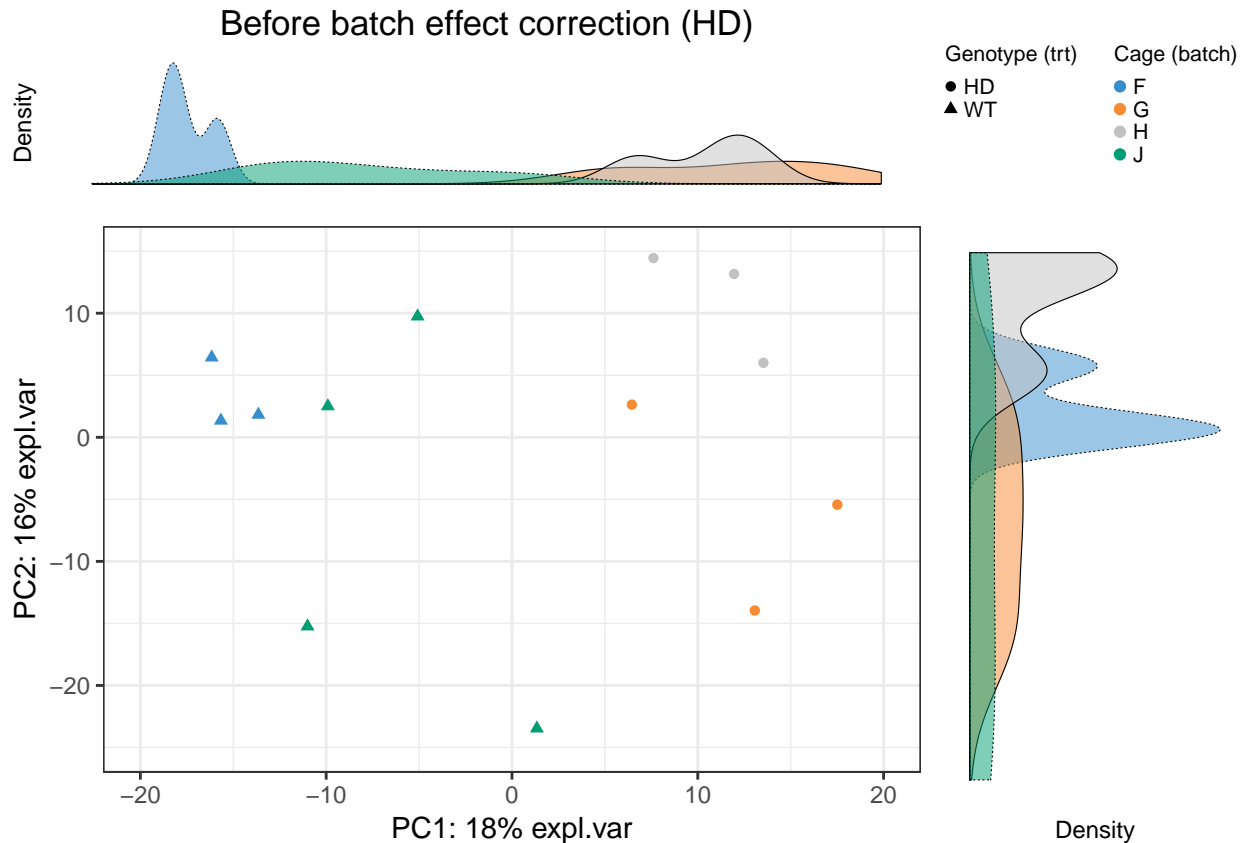 Before batch effect correction (HD)
Density
Genotype (trt)
HD
WT
Cage (batch)
F
G
H
J
PC2: 16% expl.var
10
0
−10
−20
−20
−10
0
10
20
PC1: 18% expl.var
Density